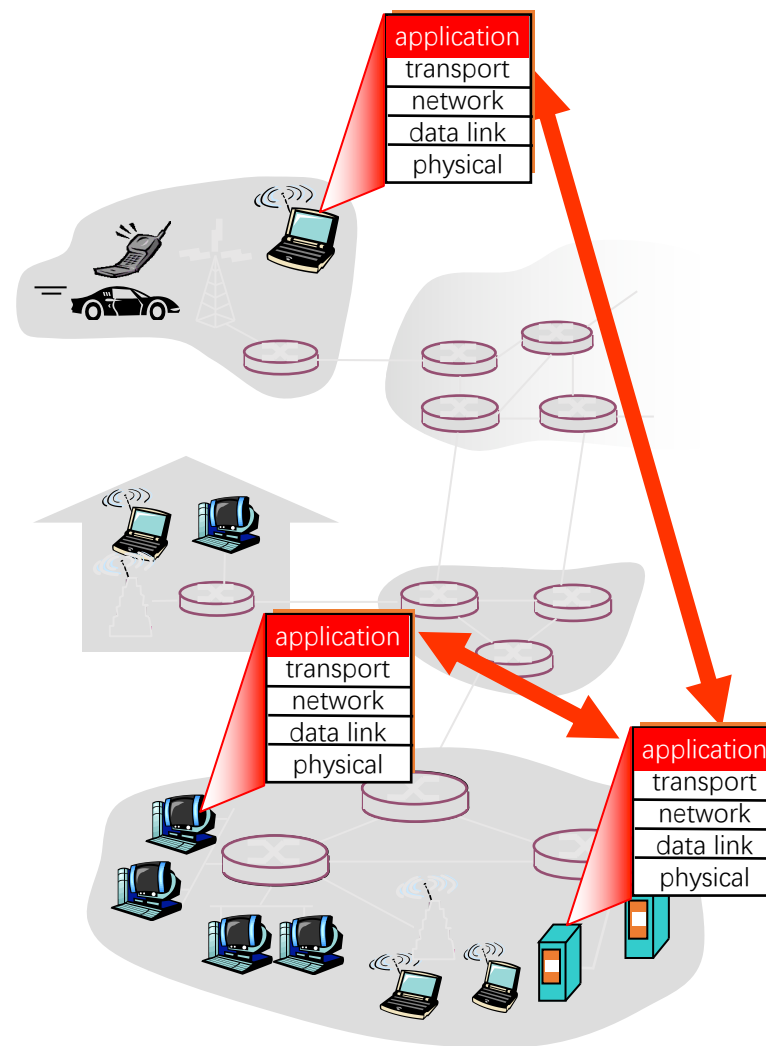 application
transport
network
data link
physical
application
transport
network
data link
physical
application
transport
network
data link
physical